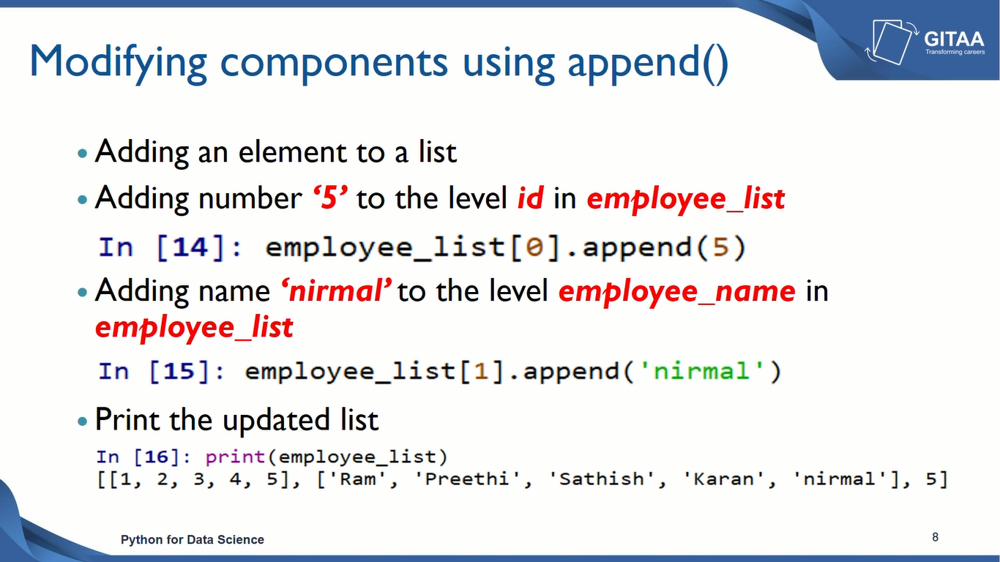 GITAA
Transforming careers
Modifying components using append()
• Adding an element to a list
• Adding number ‘5’ to the level id in employee_list
In [14]: employee_list[0].append(5)
• Adding name ‘nirmal’ to the level employee_name in
employee_list
In [15]: employee_list[1].append('nirmal')
• Print the updated list
In [16]: print(employee_list)
[[1, 2, 3, 4, 5], ['Ram', 'Preethi', 'Sathish', 'Karan', 'nirmal'], 5]
Python for Data Science
8